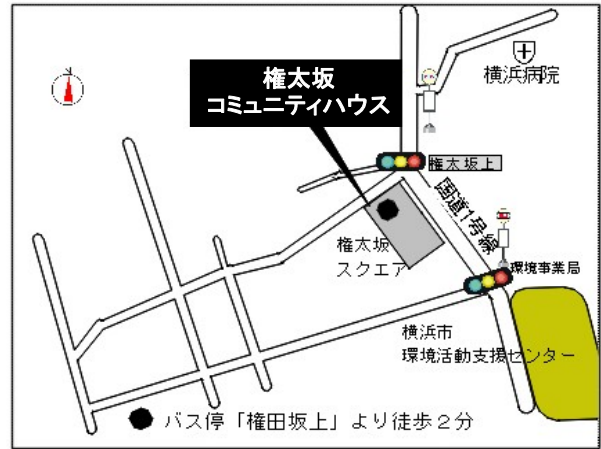 権太坂
コミュニティハウス
横浜病院
権太坂上
国道1号線
権太坂
スクエア
環境事業局
横浜市
環境活動支援センター
バス停「権田坂上」より徒歩2分